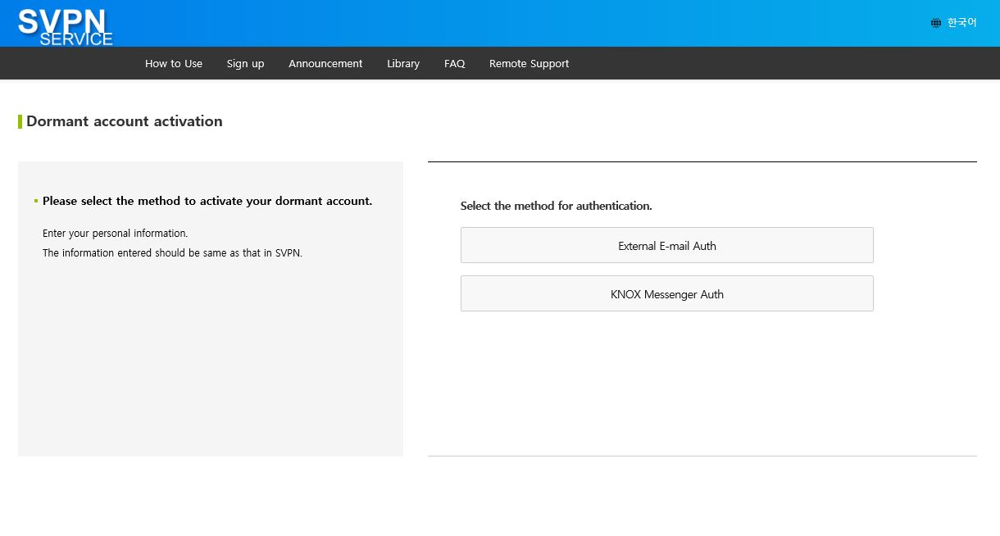 SVPN
SERVICE
한국어
How to Use Sign up Announcement Library FAQ Remote Support
Dormant account activation
Please select the method to activate your dormant account.
Enter your personal information.
The information entered should be same as that in SVPN.
Select the method for authentication.
External E-mail Auth
KNOX Messenger Auth